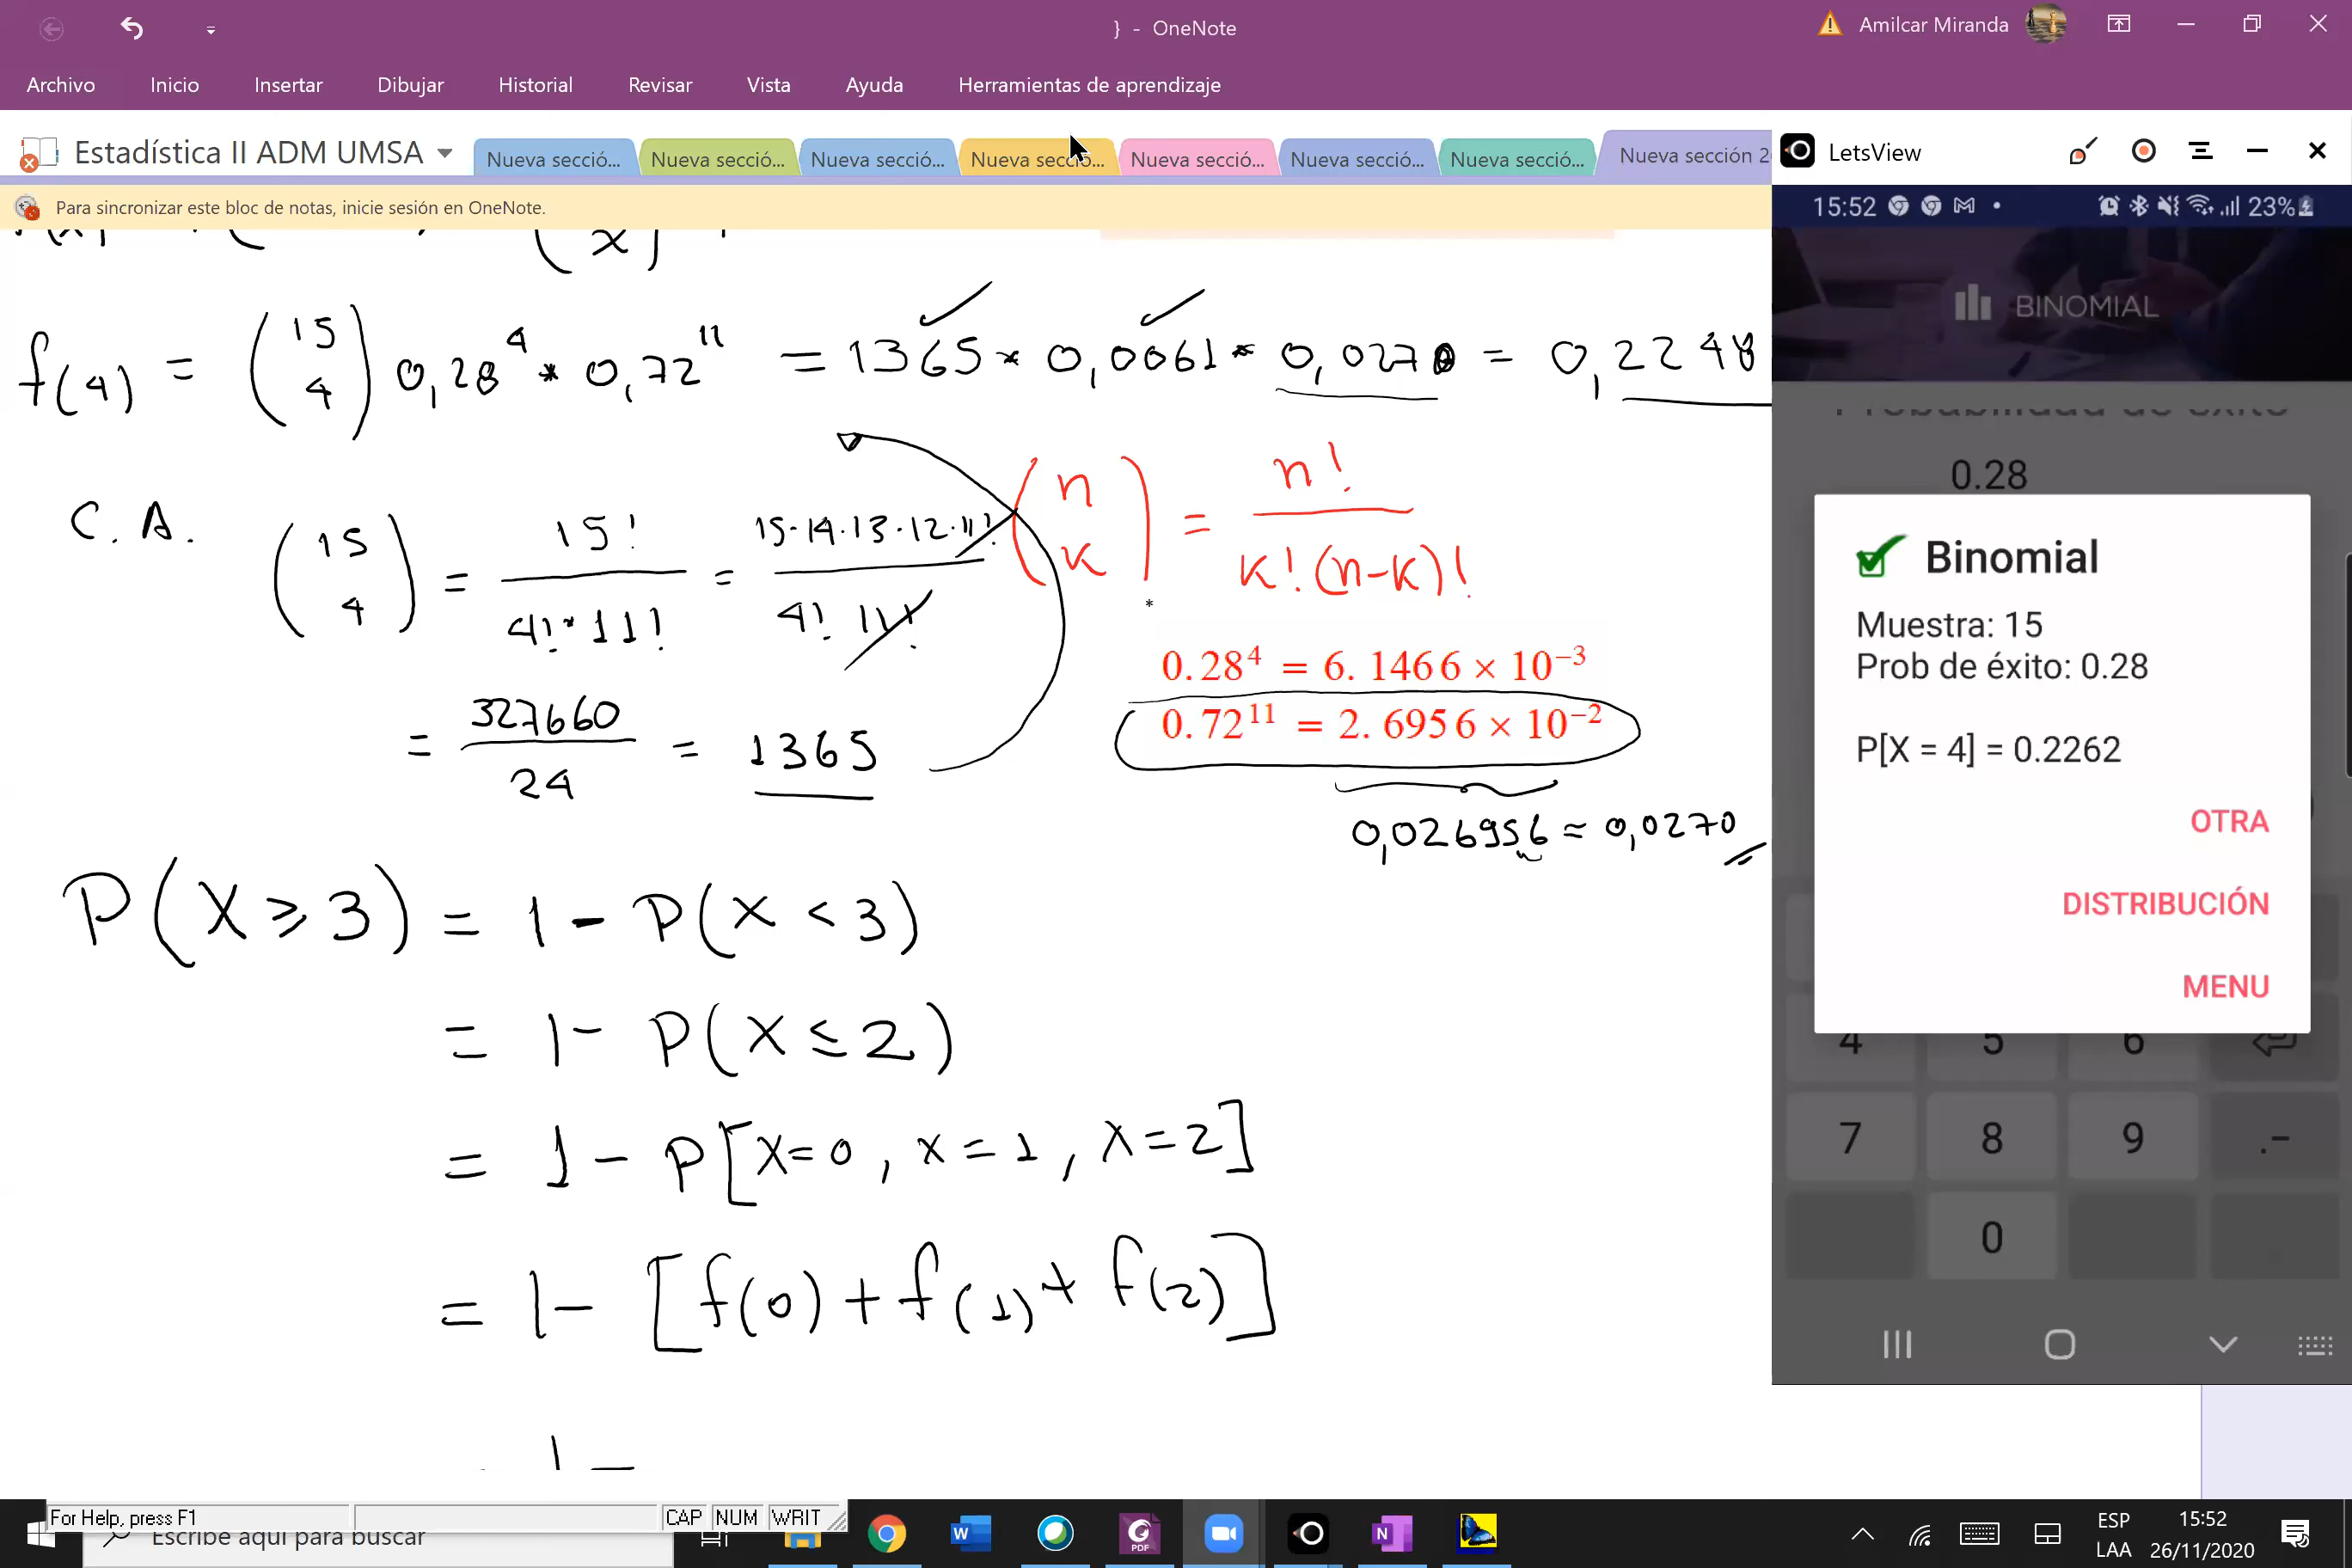 } - OneNote
Amilcar Miranda
Archivo Inicio Insertar Dibujar Historial Revisar Vista Ayuda Herramientas de aprendizaje
Estadística II ADM UMSA
Nueva secció... Nueva secció... Nueva secció... Nueva secció... Nueva secció... Nueva secció... Nueva secció... Nueva sección 2
Para sincronizar este bloc de notas, inicie sesión en OneNote.
f(4) = (15 4) 0,28^4 * 0,72^11 = 1365 * 0,0061 * 0,0270 = 0,2248
C. A. (15 4) = 15! / 4! * 11! = 15·14·13·12·11! / 4! 11!
= 327660 / 24 = 1365
(n k) = n! / k! (n-k)!
0.28^4 = 6.1466 × 10^-3
0.72^11 = 2.6956 × 10^-2
0,026956 ≈ 0,0270
P(X ≥ 3) = 1 - P(X < 3)
= 1 - P(X ≤ 2)
= 1 - P[X=0, x=1, x=2]
= 1 - [f(0) + f(1) + f(2)]
= 1 -
LetsView
15:52 23%
BINOMIAL
Probabilidad de éxito
0.28
Binomial
Muestra: 15
Prob de éxito: 0.28
P[X = 4] = 0.2262
OTRA
DISTRIBUCIÓN
MENU
4 5 6
7 8 9 .-
0
For Help, press F1 CAP NUM WRIT
Escribe aquí para buscar
ESP
LAA
15:52
26/11/2020